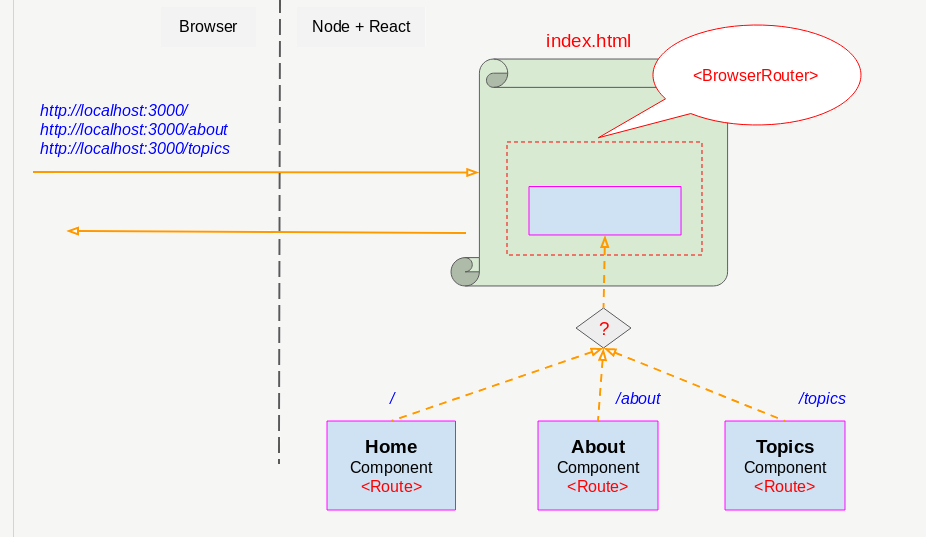 Browser
Node + React
index.html
<BrowserRouter>
http://localhost:3000/
http://localhost:3000/about
http://localhost:3000/topics
?
/
/about
/topics
Home
Component
<Route>
About
Component
<Route>
Topics
Component
<Route>